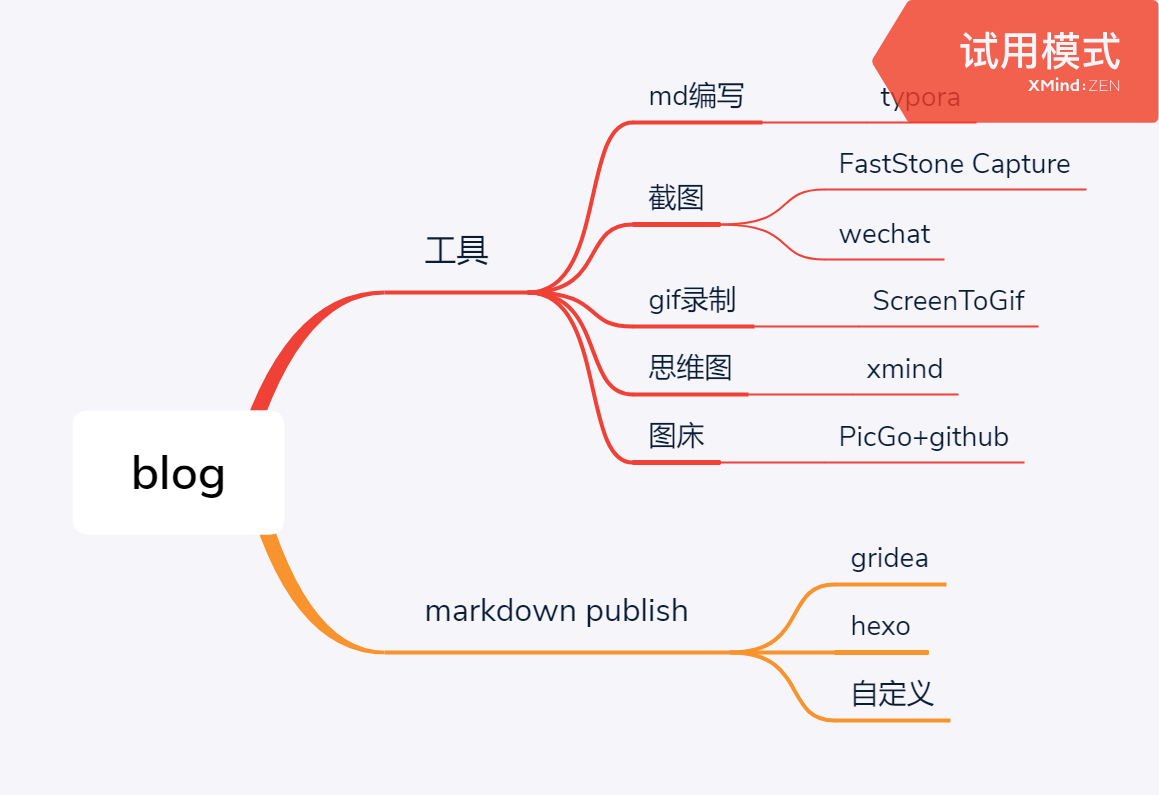 试用模式
XMind:ZEN
md编写
typora
FastStone Capture
截图
wechat
工具
gif录制
ScreenToGif
思维图
xmind
图床
PicGo+github
blog
gridea
markdown publish
hexo
自定义